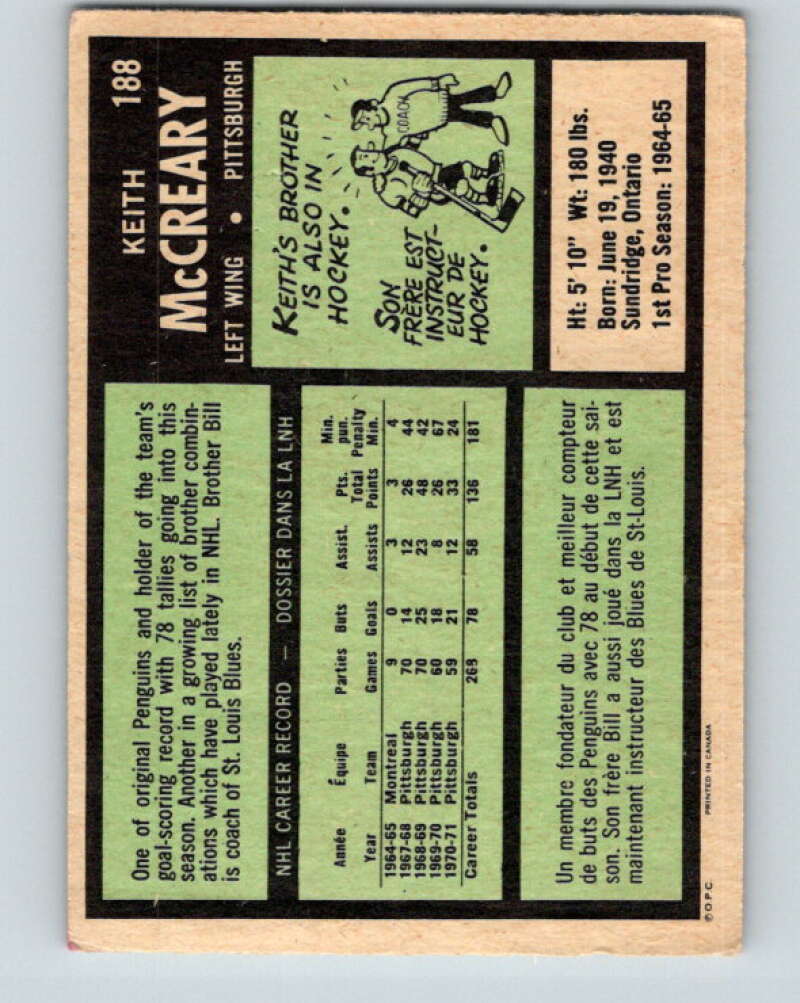 188
KEITH
McCREARY
LEFT WING • PITTSBURGH
One of original Penguins and holder of the team's
goal-scoring record with 78 tallies going into this
season. Another in a growing list of brother combin-
ations which have played lately in NHL. Brother Bill
is coach of St. Louis Blues.
KEITH'S BROTHER
IS ALSO IN
HOCKEY.
SON
FRÈRE EST
INSTRUCT-
EUR DE
HOCKEY.
COACH
NHL CAREER RECORD — DOSSIER DANS LA LNH
Année Équipe Parties Buts Assist. Pts. Total Min. pun. Penalty
Year Team Games Goals Assists Points Min.
1964-65 Montreal 9 0 3 3 4
1967-68 Pittsburgh 70 14 12 26 44
1968-69 Pittsburgh 70 25 23 48 42
1969-70 Pittsburgh 60 18 8 26 67
1970-71 Pittsburgh 59 21 12 33 24
Career Totals 268 78 58 136 181
Ht: 5' 10" Wt: 180 lbs.
Born: June 19, 1940
Sundridge, Ontario
1st Pro Season: 1964-65
Un membre fondateur du club et meilleur compteur
de buts des Penguins avec 78 au début de cette sai-
son. Son frère Bill a aussi joué dans la LNH et est
maintenant instructeur des Blues de St-Louis.
© O.P.C. PRINTED IN CANADA